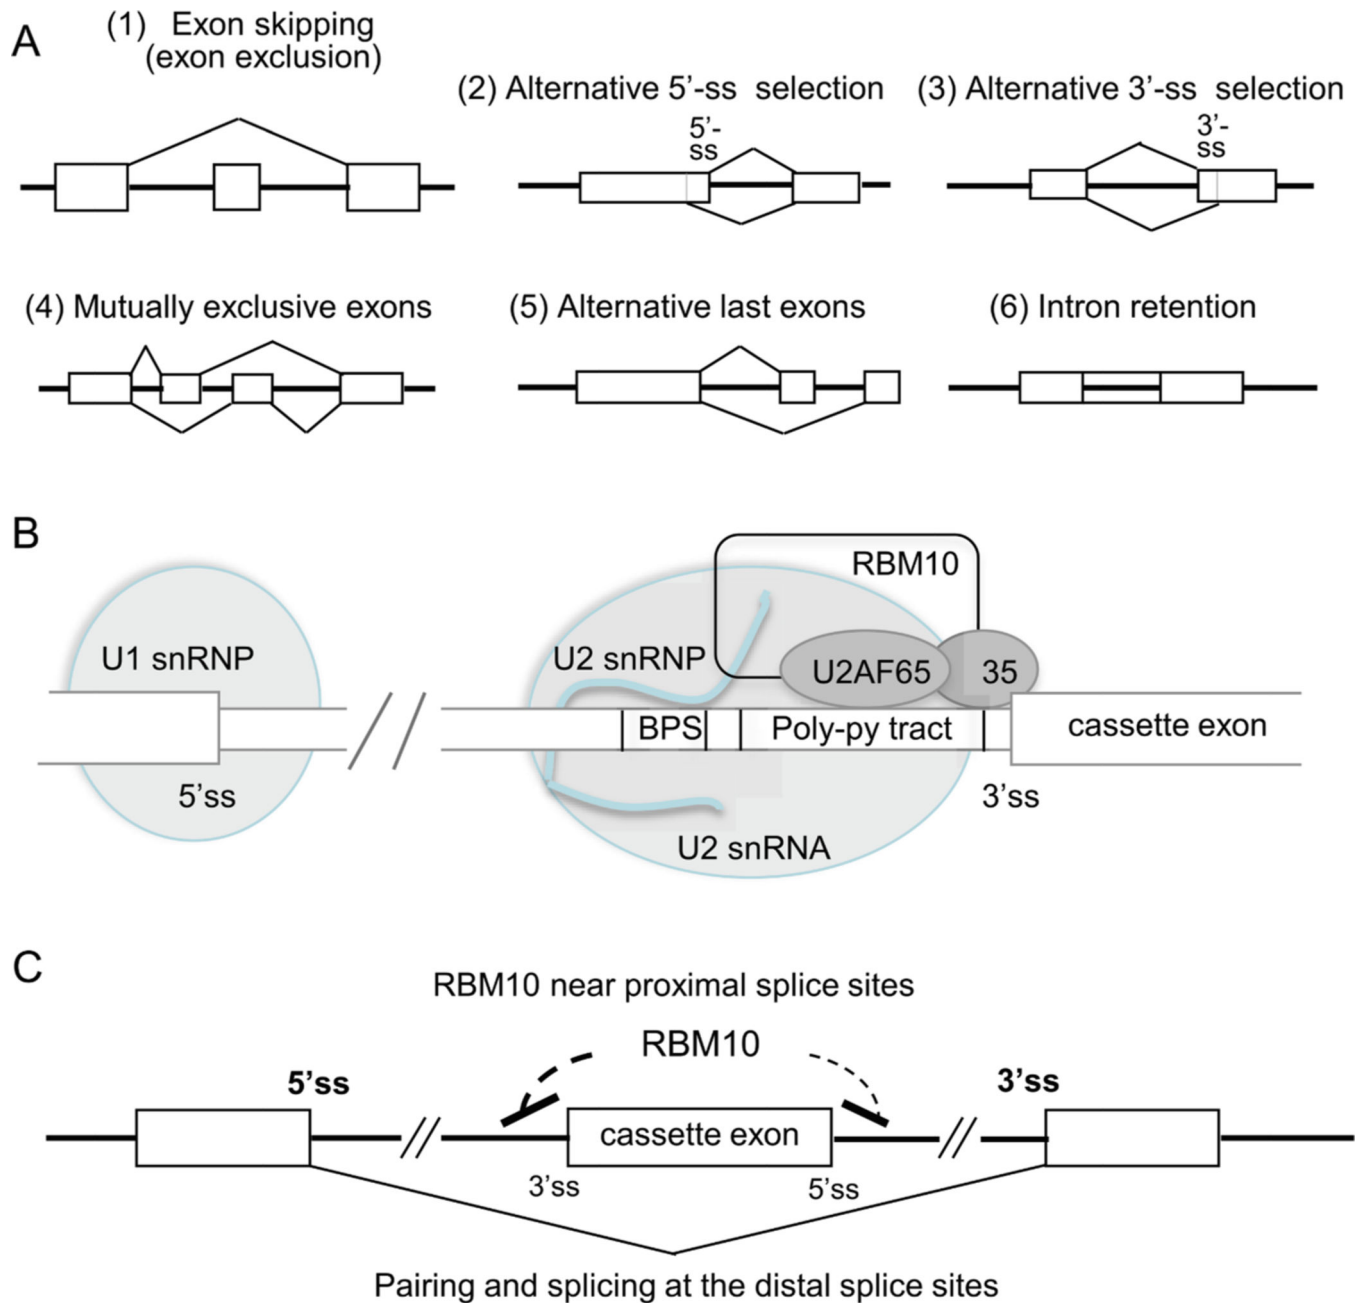 A
(1) Exon skipping
(exon exclusion)
(2) Alternative 5’-ss selection
(3) Alternative 3’-ss selection
5’-
ss
3’-
ss
(4) Mutually exclusive exons
(5) Alternative last exons
(6) Intron retention
B
RBM10
U1 snRNP
U2 snRNP
U2AF65
35
BPS
Poly-py tract
cassette exon
5’ss
3’ss
U2 snRNA
C
RBM10 near proximal splice sites
RBM10
5’ss
3’ss
cassette exon
3’ss
5’ss
Pairing and splicing at the distal splice sites